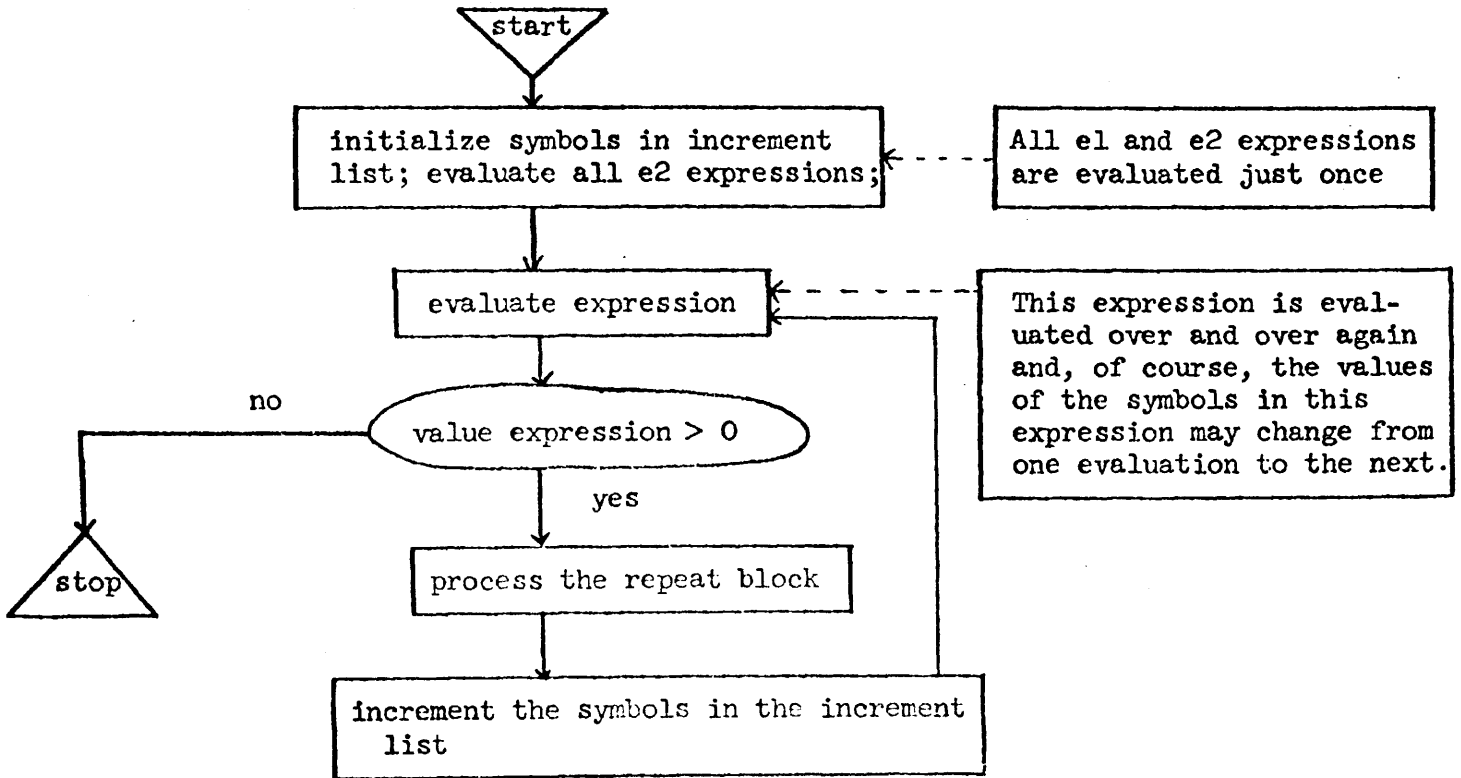 start
initialize symbols in increment
list; evaluate all e2 expressions;
All e1 and e2 expressions
are evaluated just once
evaluate expression
This expression is eval-
uated over and over again
and, of course, the values
of the symbols in this
expression may change from
one evaluation to the next.
no
value expression > 0
yes
stop
process the repeat block
increment the symbols in the increment
list